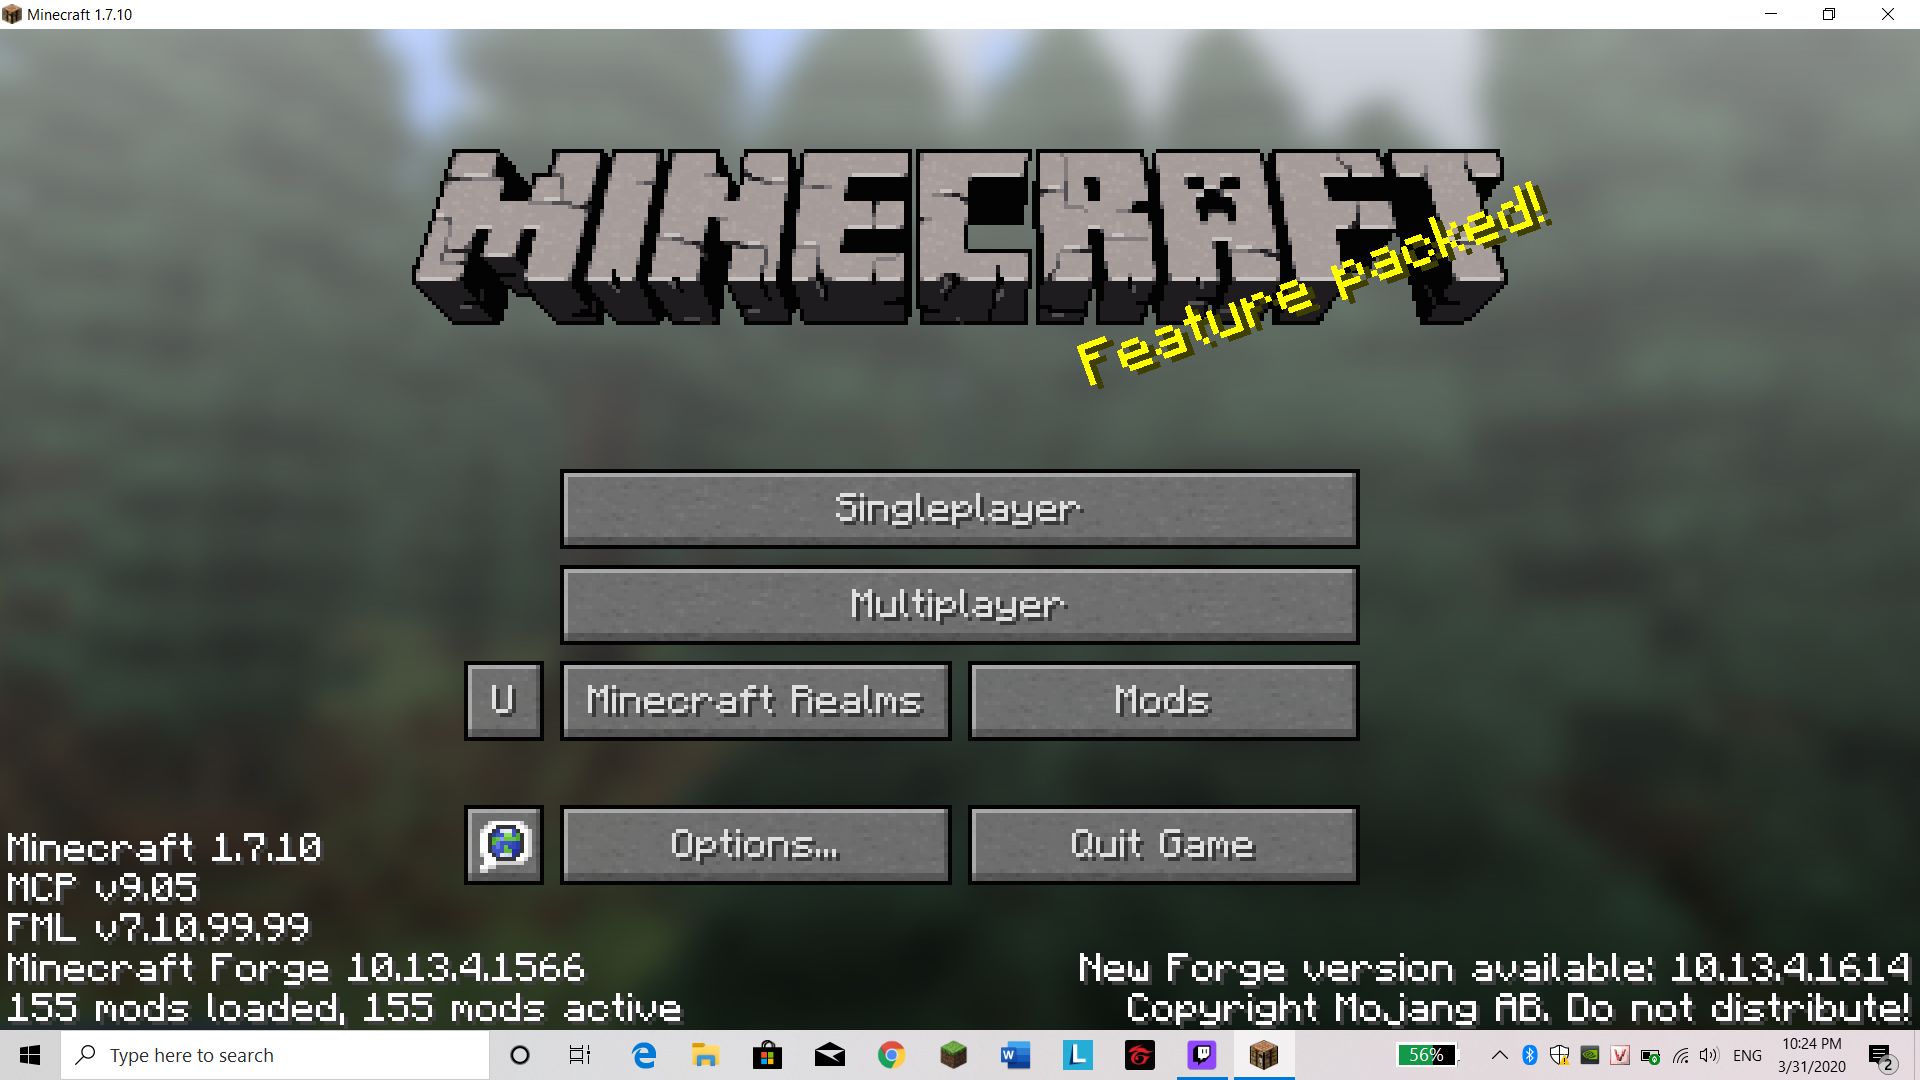 Minecraft 1.7.10
MINECRAFT
Feature packed!
Singleplayer
Multiplayer
U
Minecraft Realms
Mods
Options...
Quit Game
Minecraft 1.7.10
MCP v9.05
FML v7.10.99.99
Minecraft Forge 10.13.4.1566
155 mods loaded, 155 mods active
New Forge version available: 10.13.4.1614
Copyright Mojang AB. Do not distribute!
Type here to search
W
L
56%
V
ENG
10:24 PM
3/31/2020
2